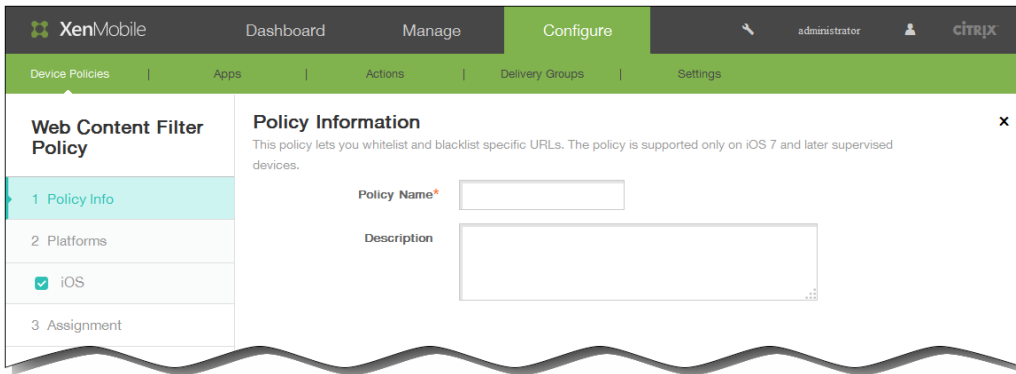 XenMobile Dashboard Manage Configure administrator CİTRIX
Device Policies | Apps | Actions | Delivery Groups | Settings
Web Content Filter
Policy
1 Policy Info
2 Platforms
iOS
3 Assignment
Policy Information
x
This policy lets you whitelist and blacklist specific URLs. The policy is supported only on iOS 7 and later supervised
devices.
Policy Name*
Description